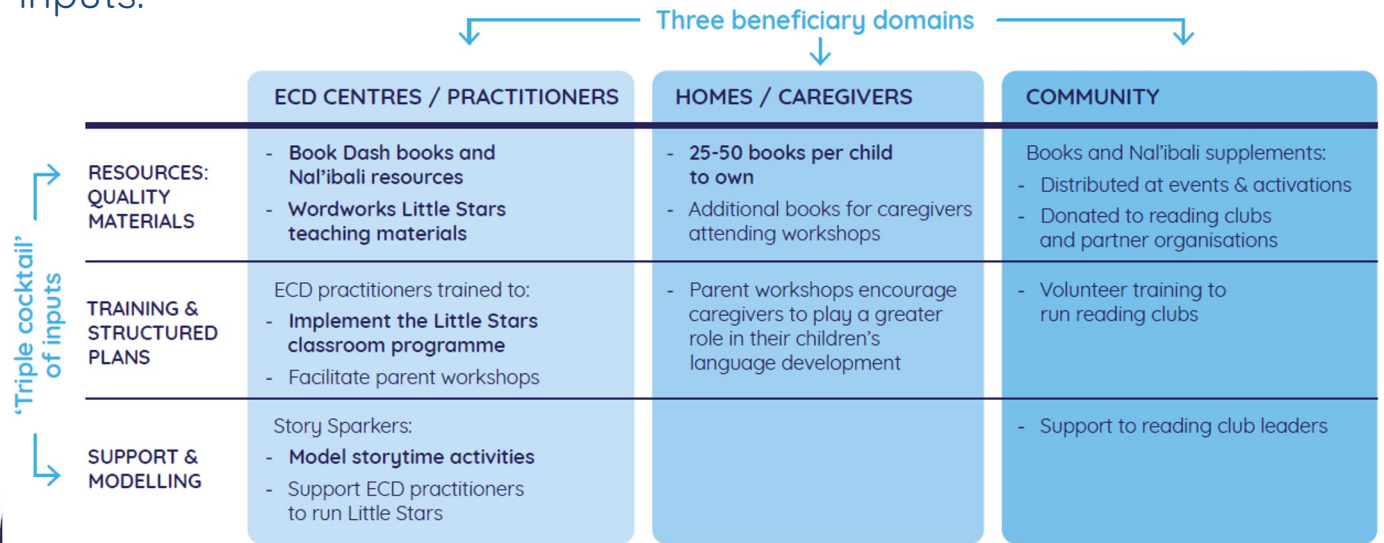 inputs:
Three beneficiary domains
ECD CENTRES / PRACTITIONERS
HOMES / CAREGIVERS
COMMUNITY
'Triple cocktail'
of inputs
RESOURCES:
QUALITY
MATERIALS
- Book Dash books and
Nal'ibali resources
- Wordworks Little Stars
teaching materials
- 25-50 books per child
to own
- Additional books for caregivers
attending workshops
Books and Nal'ibali supplements:
- Distributed at events & activations
- Donated to reading clubs
and partner organisations
TRAINING &
STRUCTURED
PLANS
ECD practitioners trained to:
- Implement the Little Stars
classroom programme
- Facilitate parent workshops
- Parent workshops encourage
caregivers to play a greater
role in their children's
language development
- Volunteer training to
run reading clubs
SUPPORT &
MODELLING
Story Sparkers:
- Model storytime activities
- Support ECD practitioners
to run Little Stars
- Support to reading club leaders